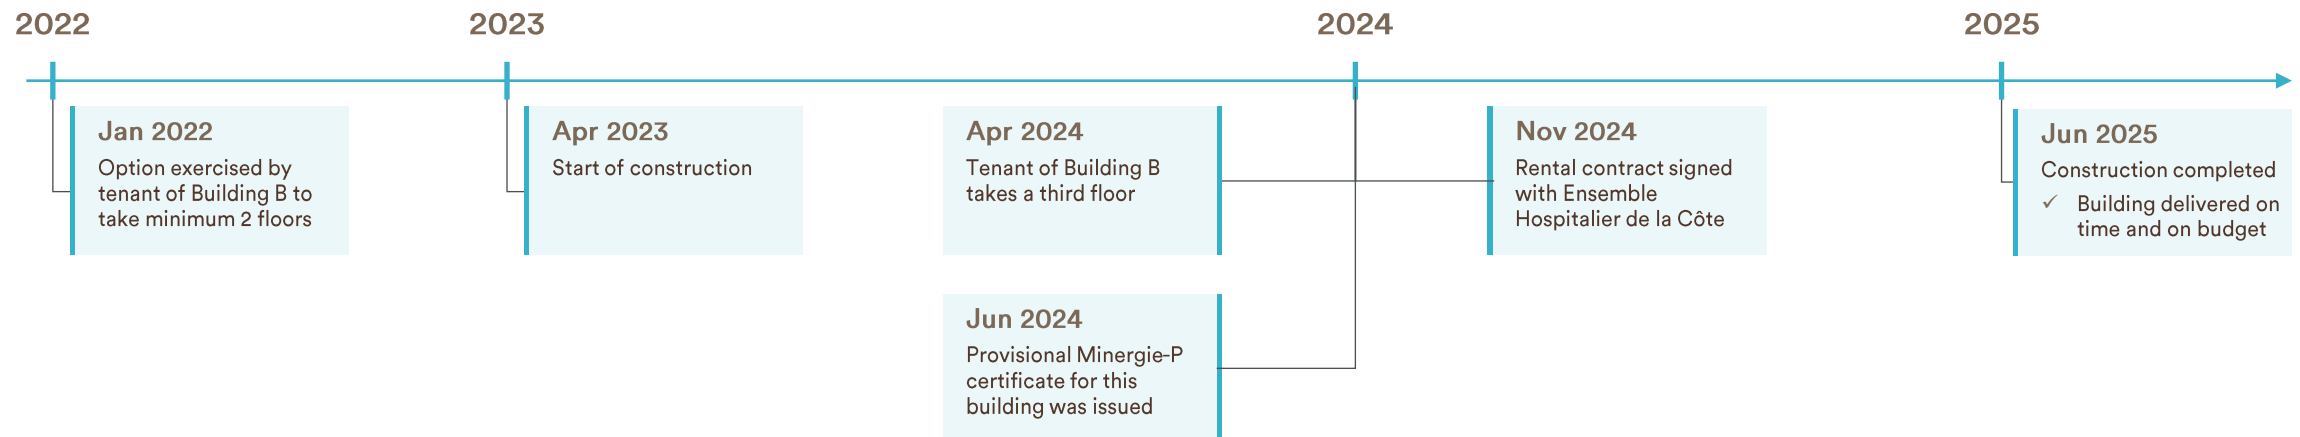 2022
2023
2024
2025
Jan 2022
Option exercised by
tenant of Building B to
take minimum 2 floors
Apr 2023
Start of construction
Apr 2024
Tenant of Building B
takes a third floor
Jun 2024
Provisional Minergie-P
certificate for this
building was issued
Nov 2024
Rental contract signed
with Ensemble
Hospitalier de la Côte
Jun 2025
Construction completed
✓ Building delivered on
time and on budget